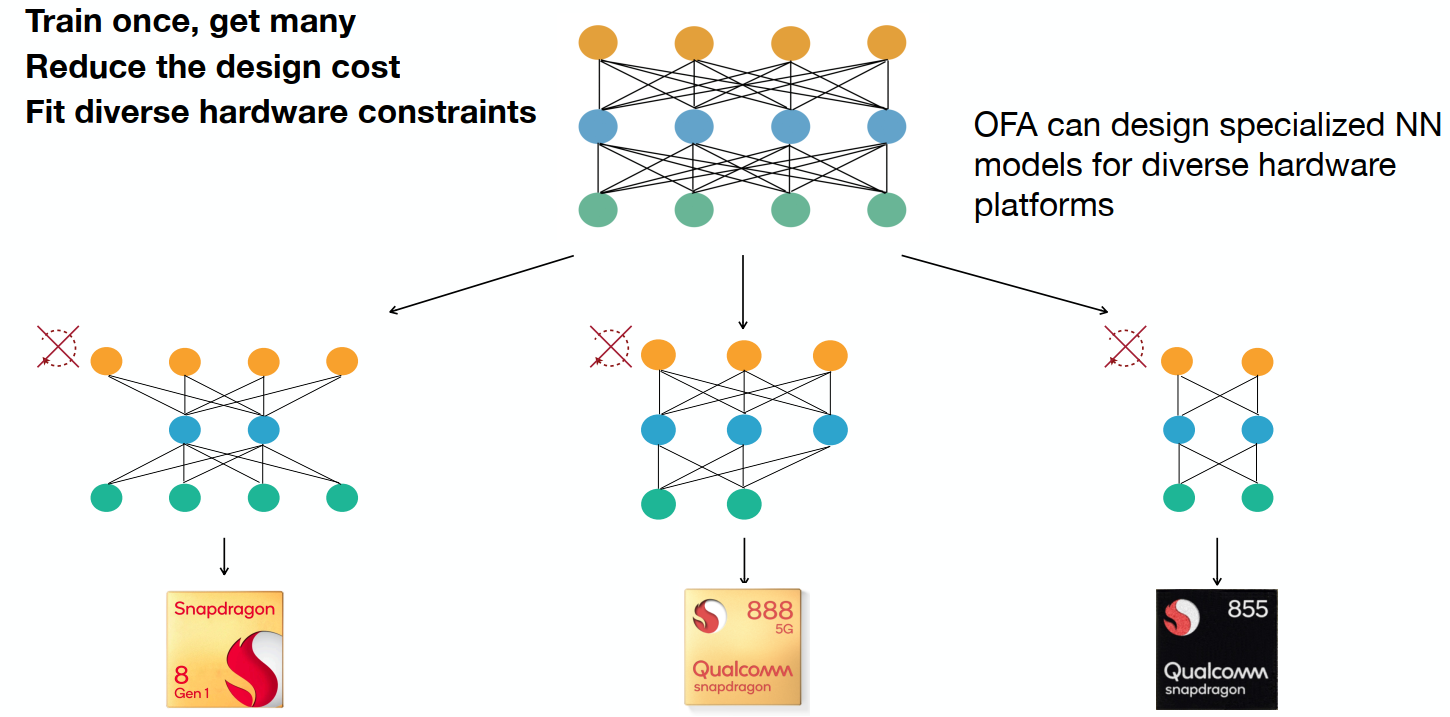 Train once, get many
Reduce the design cost
Fit diverse hardware constraints
OFA can design specialized NN
models for diverse hardware
platforms
Snapdragon
8
Gen 1
888
5G
Qualcomm
snapdragon
855
Qualcomm
snapdragon